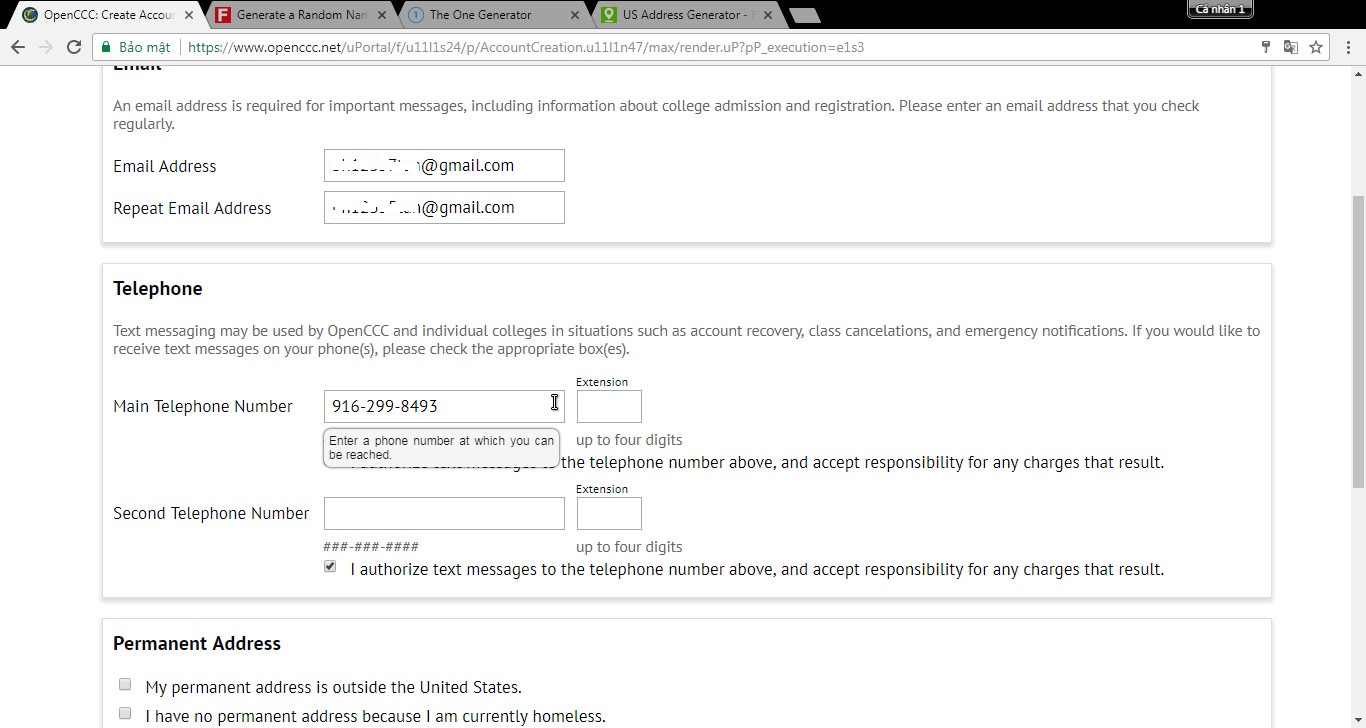 OpenCCC: Create Accour
Generate a Random Nam
The One Generator
US Address Generator -
Cá nhân 1
Bảo mật
https://www.openccc.net/uPortal/f/u11l1s24/p/AccountCreation.u11l1n47/max/render.uP?pP_execution=e1s3
Email
An email address is required for important messages, including information about college admission and registration. Please enter an email address that you check
regularly.
Email Address
@gmail.com
Repeat Email Address
@gmail.com
Telephone
Text messaging may be used by OpenCCC and individual colleges in situations such as account recovery, class cancelations, and emergency notifications. If you would like to
receive text messages on your phone(s), please check the appropriate box(es).
Extension
Main Telephone Number 916-299-8493
Enter a phone number at which you can
be reached.
up to four digits
the telephone number above, and accept responsibility for any charges that result.
Extension
Second Telephone Number
###-###-####
up to four digits
I authorize text messages to the telephone number above, and accept responsibility for any charges that result.
Permanent Address
My permanent address is outside the United States.
I have no permanent address because I am currently homeless.